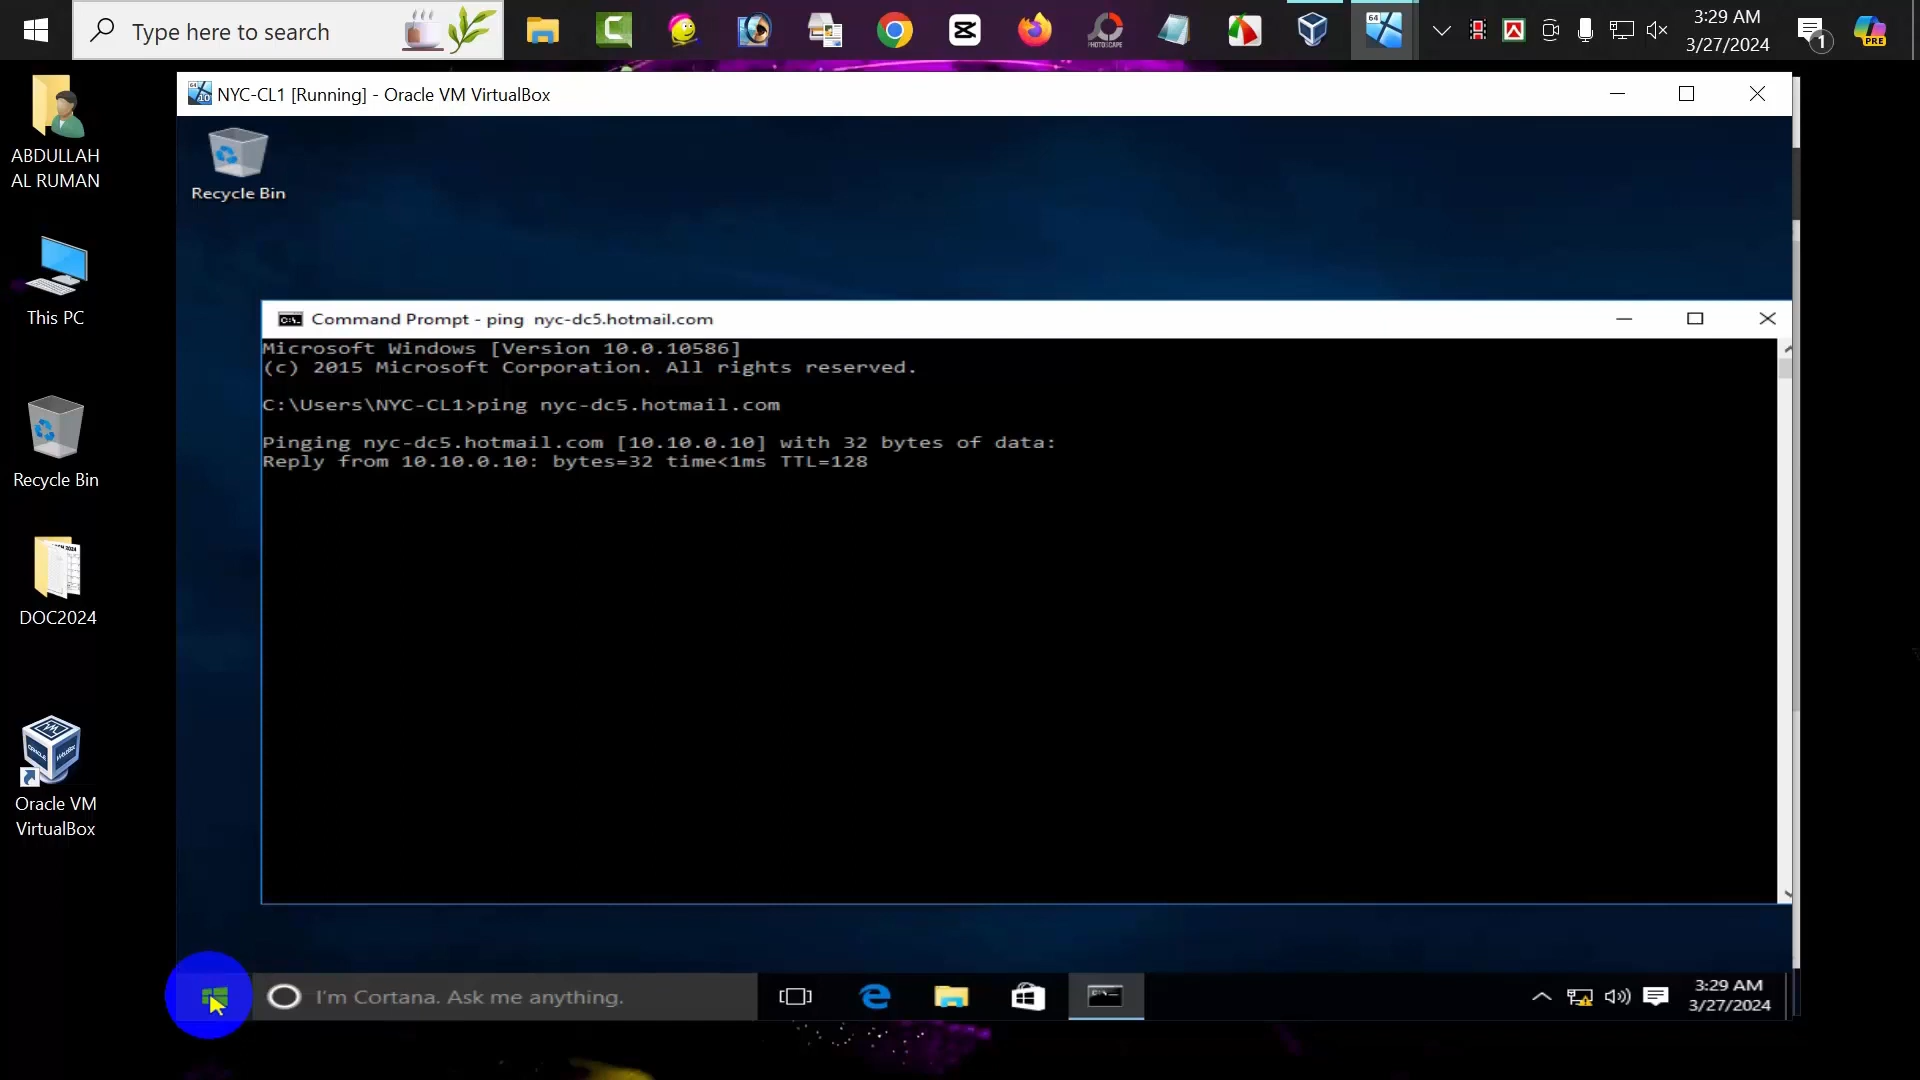 Type here to search
64
3:29 AM
3/27/2024
1
PRE
PHOTOSCAPE
ABDULLAH
AL RUMAN
This PC
Recycle Bin
DOC2024
Oracle VM
VirtualBox
NYC-CL1 [Running] - Oracle VM VirtualBox
Recycle Bin
Command Prompt - ping  nyc-dc5.hotmail.com
Microsoft Windows [Version 10.0.10586]
(c) 2015 Microsoft Corporation. All rights reserved.
C:\Users\NYC-CL1>ping nyc-dc5.hotmail.com
Pinging nyc-dc5.hotmail.com [10.10.0.10] with 32 bytes of data:
Reply from 10.10.0.10: bytes=32 time<1ms TTL=128
I'm Cortana. Ask me anything.
3:29 AM
3/27/2024